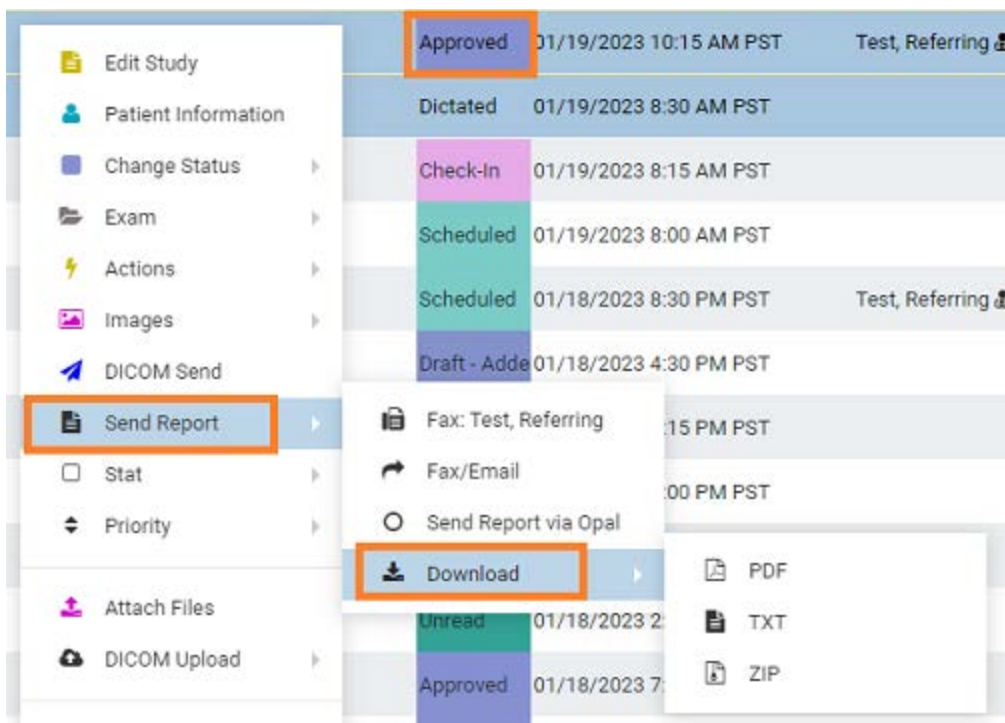 Edit Study
Patient Information
Change Status
Exam
Actions
Images
DICOM Send
Send Report
Stat
Priority
Attach Files
DICOM Upload
Fax: Test, Referring
Fax/Email
Send Report via Opal
Download
PDF
TXT
ZIP
Approved 01/19/2023 10:15 AM PST Test, Referring
Dictated 01/19/2023 8:30 AM PST
Check-In 01/19/2023 8:15 AM PST
Scheduled 01/19/2023 8:00 AM PST
Scheduled 01/18/2023 8:30 PM PST Test, Referring
Draft - Adde 01/18/2023 4:30 PM PST
:15 PM PST
:00 PM PST
Unread 01/18/2023 2:
Approved 01/18/2023 7: